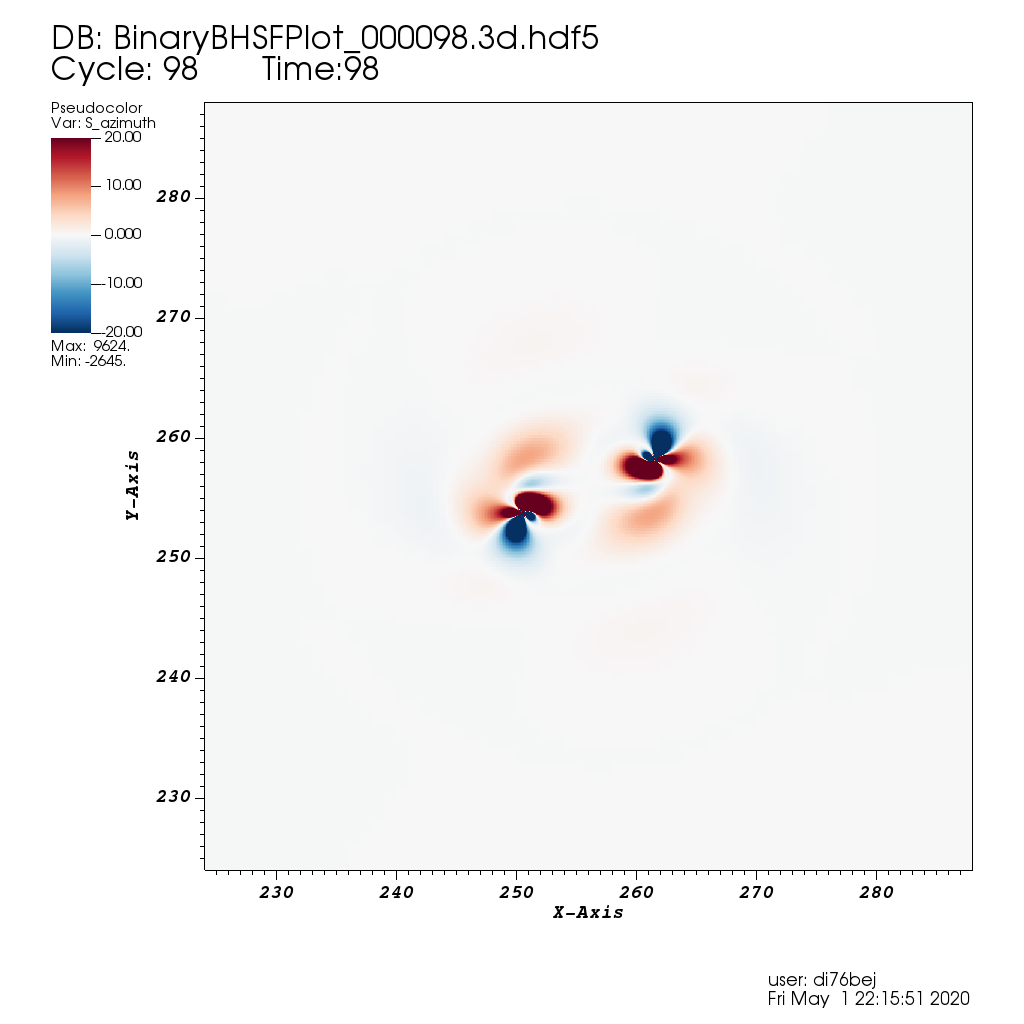 DB: BinaryBHSFPlot_000098.3d.hdf5
Cycle: 98 Time:98
Pseudocolor
Var: S_azimuth
20.00
10.00
0.000
-10.00
-20.00
Max: 9624.
Min: -2645.
280
270
260
250
240
230
Y-Axis
230 240 250 260 270 280
X-Axis
user: di76bej
Fri May 1 22:15:51 2020